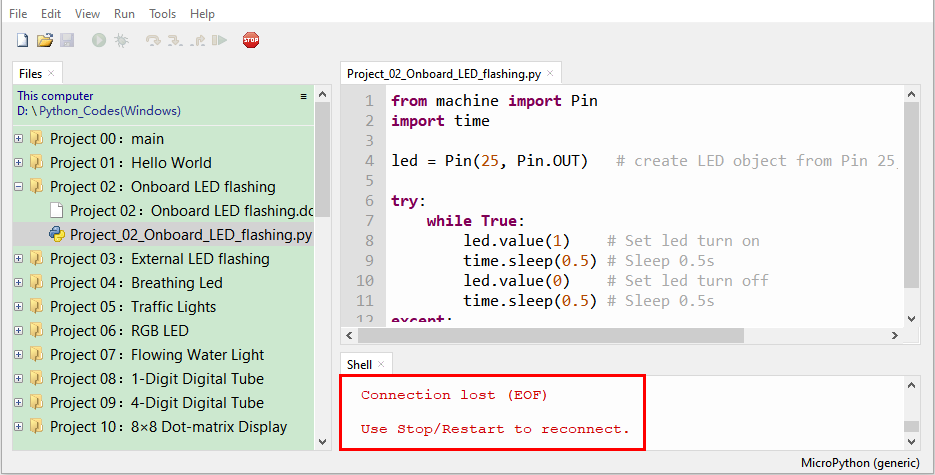 File Edit View Run Tools Help
STOP
Files ×
This computer
D: \Python_Codes(Windows)
Project 00：main
Project 01：Hello World
Project 02：Onboard LED flashing
Project 02：Onboard LED flashing.dc
Project_02_Onboard_LED_flashing.py
Project 03：External LED flashing
Project 04：Breathing Led
Project 05：Traffic Lights
Project 06：RGB LED
Project 07：Flowing Water Light
Project 08：1-Digit Digital Tube
Project 09：4-Digit Digital Tube
Project 10：8×8 Dot-matrix Display
Project_02_Onboard_LED_flashing.py ×
1 from machine import Pin
2 import time
3
4 led = Pin(25, Pin.OUT)   # create LED object from Pin 25,
5
6 try:
7     while True:
8         led.value(1)    # Set led turn on
9         time.sleep(0.5) # Sleep 0.5s
10         led.value(0)    # Set led turn off
11         time.sleep(0.5) # Sleep 0.5s
12 except:
Shell ×
Connection lost (EOF)
Use Stop/Restart to reconnect.
MicroPython (generic)